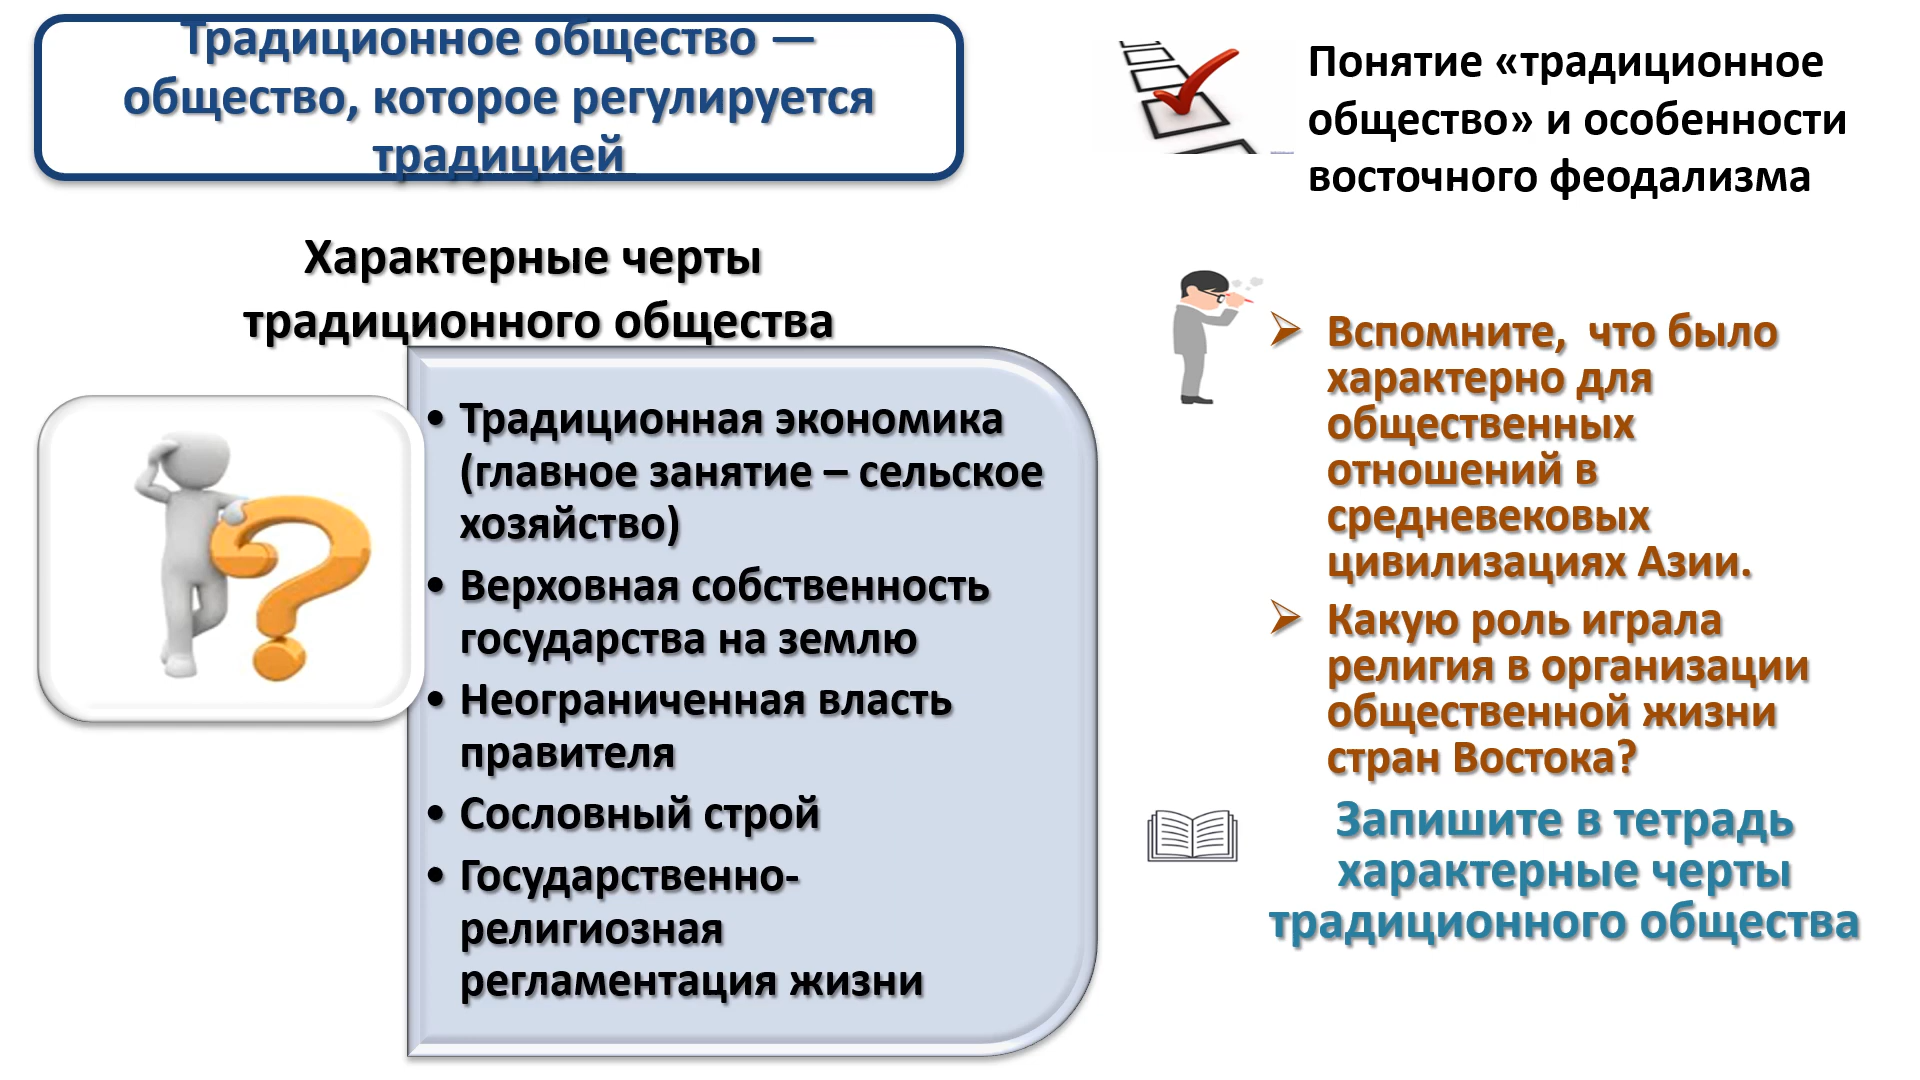 Традиционное общество —
общество, которое регулируется
традицией
Понятие «традиционное
общество» и особенности
восточного феодализма
Характерные черты
традиционного общества
• Традиционная экономика
(главное занятие – сельское
хозяйство)
• Верховная собственность
государства на землю
• Неограниченная власть
правителя
• Сословный строй
• Государственно-
религиозная
регламентация жизни
➢ Вспомните, что было
характерно для
общественных
отношений в
средневековых
цивилизациях Азии.
➢ Какую роль играла
религия в организации
общественной жизни
стран Востока?
Запишите в тетрадь
характерные черты
традиционного общества